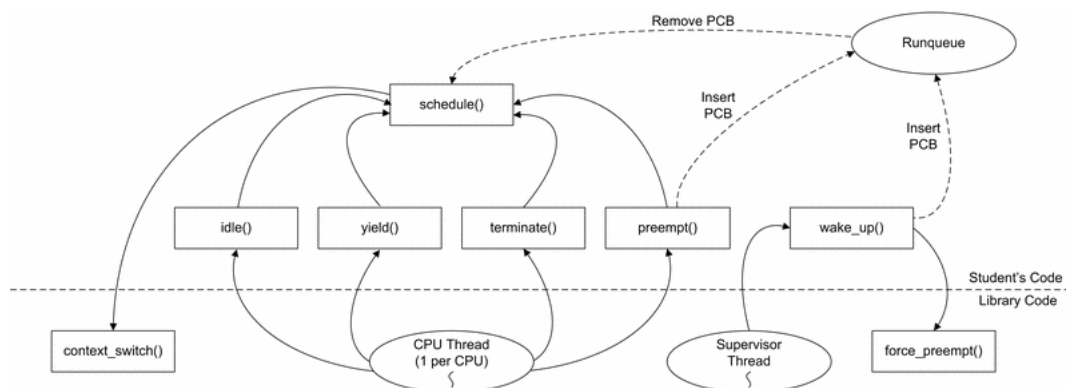 Remove PCB
Runqueue
schedule()
Insert
PCB
Insert
PCB
idle()
yield()
terminate()
preempt()
wake_up()
Student's Code
Library Code
context_switch()
CPU Thread
(1 per CPU)
Supervisor
Thread
force_preempt()